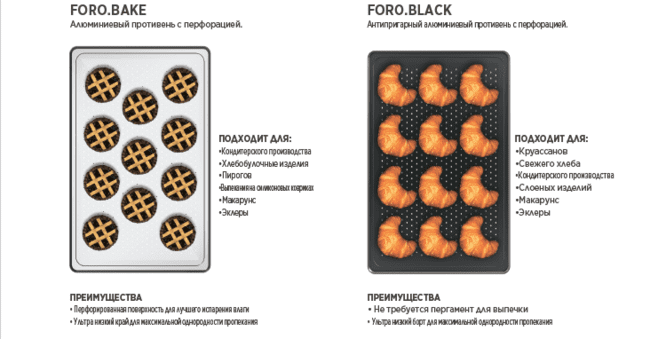 FORO.BAKE
Алюминиевый противень с перфорацией.
ПОДХОДИТ ДЛЯ:
•Кондитерского производства
•Хлебобулочные изделия
•Пирогов
•Выпекания на силиконовых ковриках
•Макарунс
•Эклеры
ПРЕИМУЩЕСТВА
• Перфорированная поверхность для лучшего испарения влаги
• Ультра низкий край для максимальной однородности пропекания
FORO.BLACK
Антипригарный алюминиевый противень с перфорацией.
ПОДХОДИТ ДЛЯ:
•Круассанов
•Свежего хлеба
•Кондитерского производства
•Слоеных изделий
•Макарунс
•Эклеры
ПРЕИМУЩЕСТВА
• Не требуется пергамент для выпечки
• Ультра низкий борт для максимальной однородности пропекания